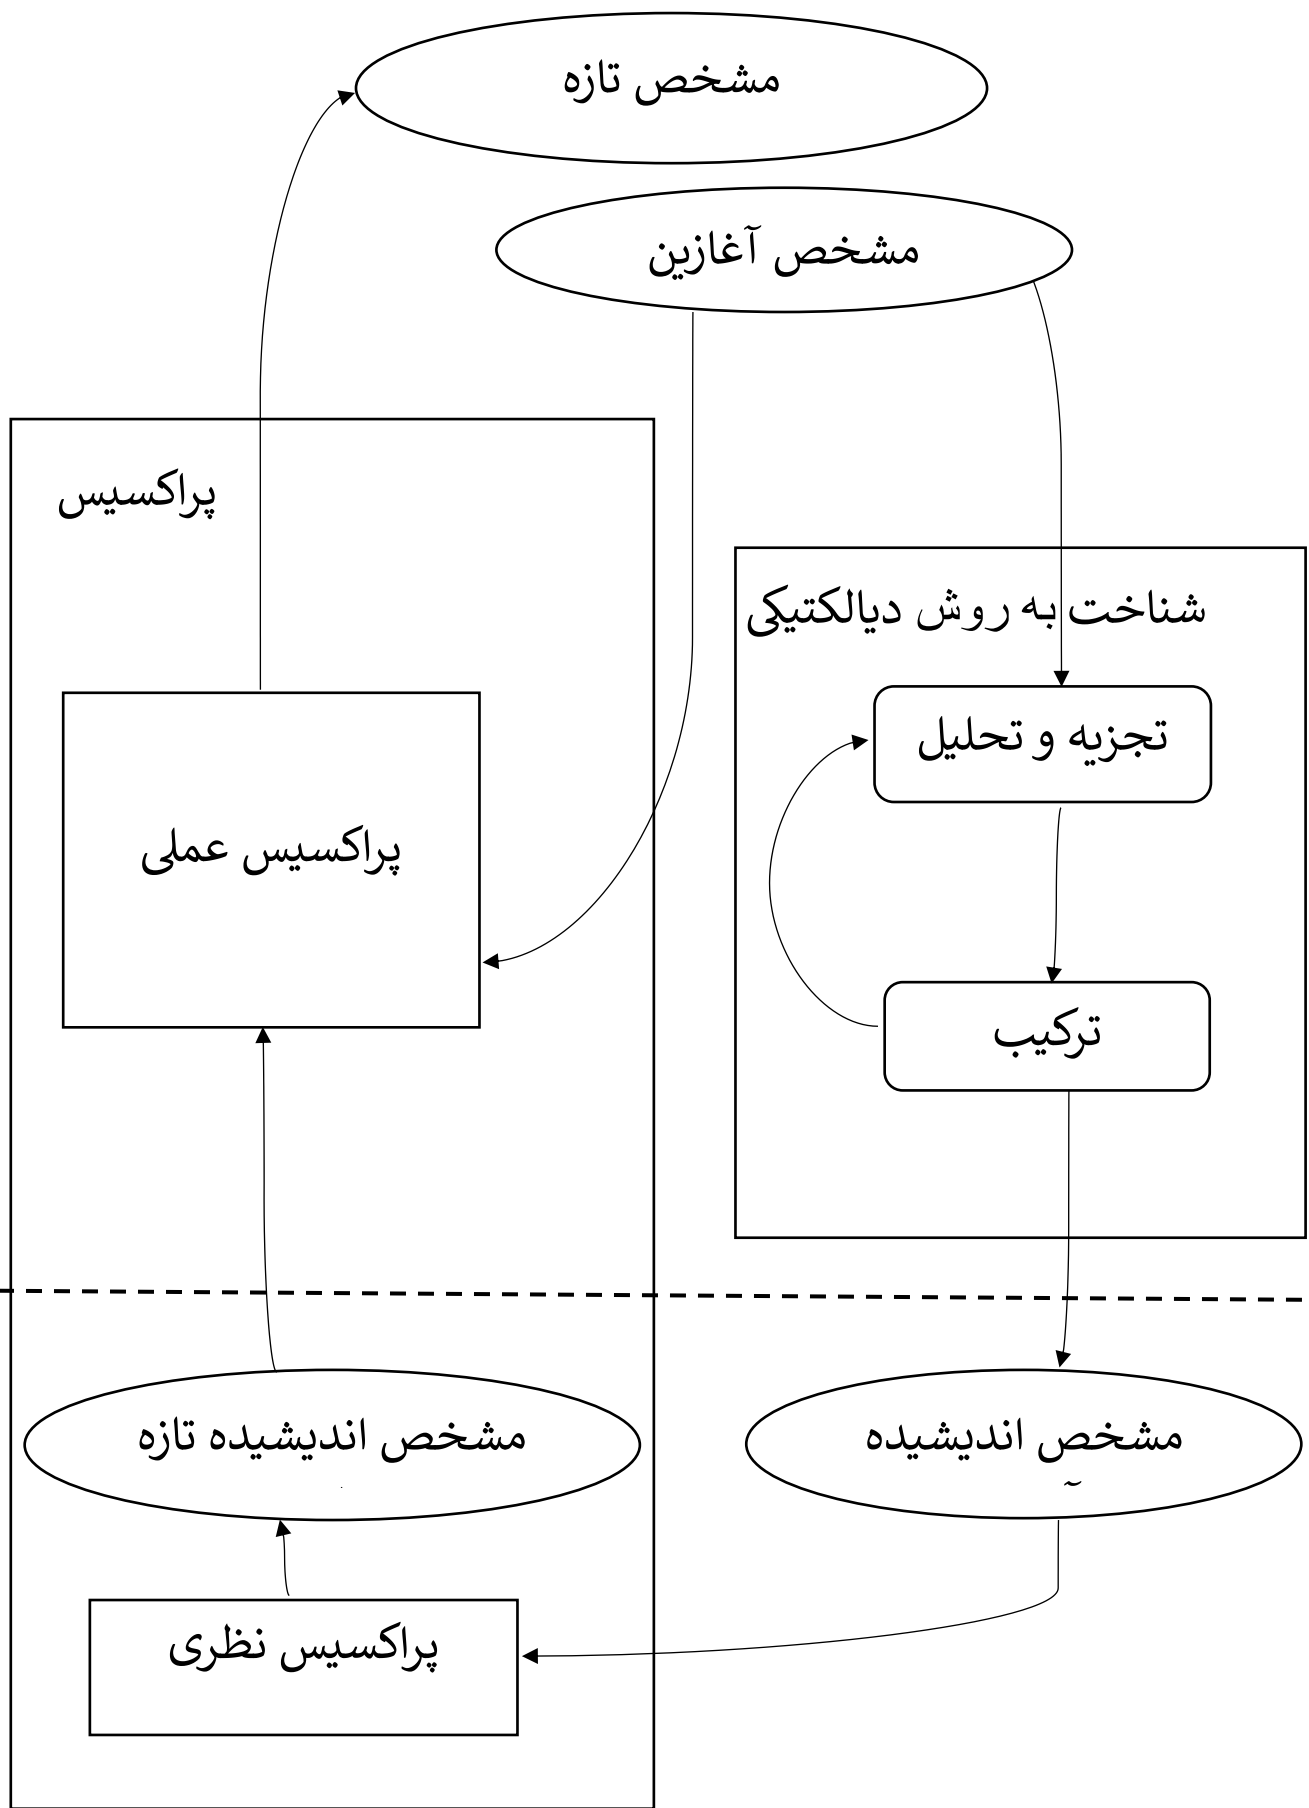 مشخص تازه
مشخص آغازین
پراکسیس
شناخت به روش دیالکتیکی
تجزیه و تحلیل
پراکسیس عملی
ترکیب
مشخص اندیشیده
مشخص اندیشیده تازه
پراکسیس نظری